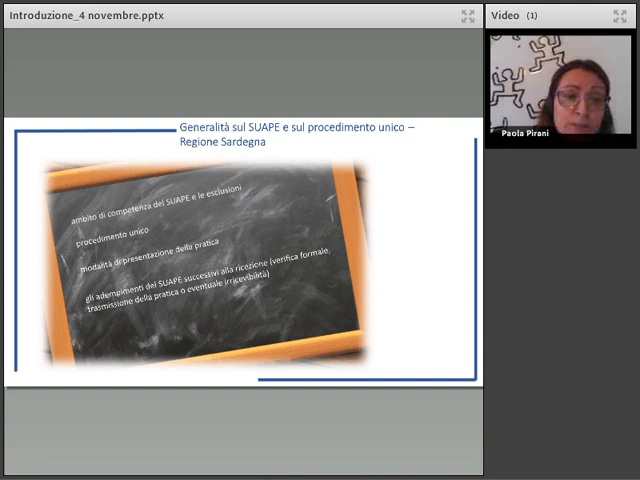 Introduzione_4 novembre.pptx
Video (1)
Paola Pirani
Generalità sul SUAPE e sul procedimento unico –
Regione Sardegna
ambito di competenza del SUAPE e le esclusioni
procedimento unico
modalità di presentazione della pratica
gli adempimenti del SUAPE successivi alla ricezione (verifica formale,
trasmissione della pratica o eventuale irricevibilità)